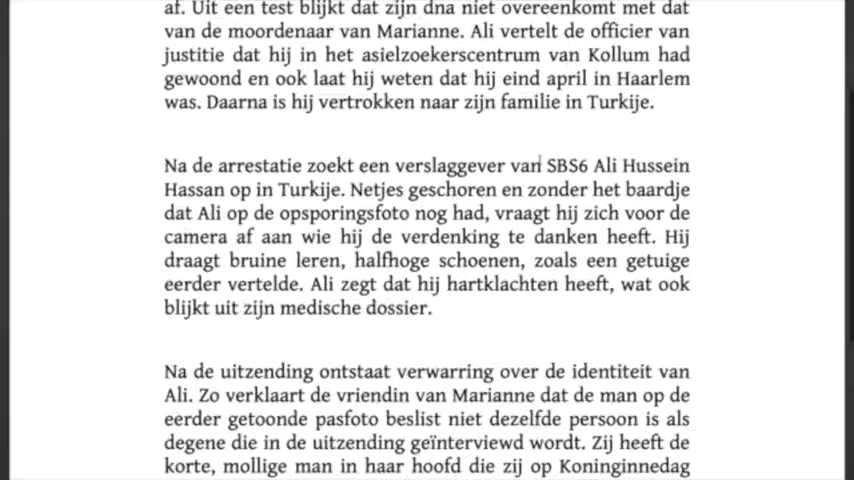 af. Uit een test blijkt dat zijn dna niet overeenkomt met dat
van de moordenaar van Marianne. Ali vertelt de officier van
justitie dat hij in het asielzoekerscentrum van Kollum had
gewoond en ook laat hij weten dat hij eind april in Haarlem
was. Daarna is hij vertrokken naar zijn familie in Turkije.
Na de arrestatie zoekt een verslaggever van SBS6 Ali Hussein
Hassan op in Turkije. Netjes geschoren en zonder het baardje
dat Ali op de opsporingsfoto nog had, vraagt hij zich voor de
camera af aan wie hij de verdenking te danken heeft. Hij
draagt bruine leren, halfhoge schoenen, zoals een getuige
eerder vertelde. Ali zegt dat hij hartklachten heeft, wat ook
blijkt uit zijn medische dossier.
Na de uitzending ontstaat verwarring over de identiteit van
Ali. Zo verklaart de vriendin van Marianne dat de man op de
eerder getoonde pasfoto beslist niet dezelfde persoon is als
degene die in de uitzending geïnterviewd wordt. Zij heeft de
korte, mollige man in haar hoofd die zij op Koninginnedag